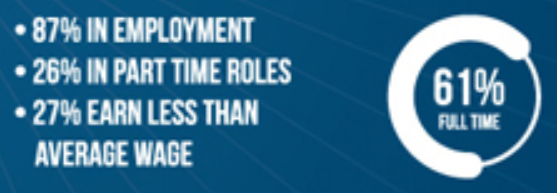 • 87% IN EMPLOYMENT
• 26% IN PART TIME ROLES
• 27% EARN LESS THAN
AVERAGE WAGE
61%
FULL TIME